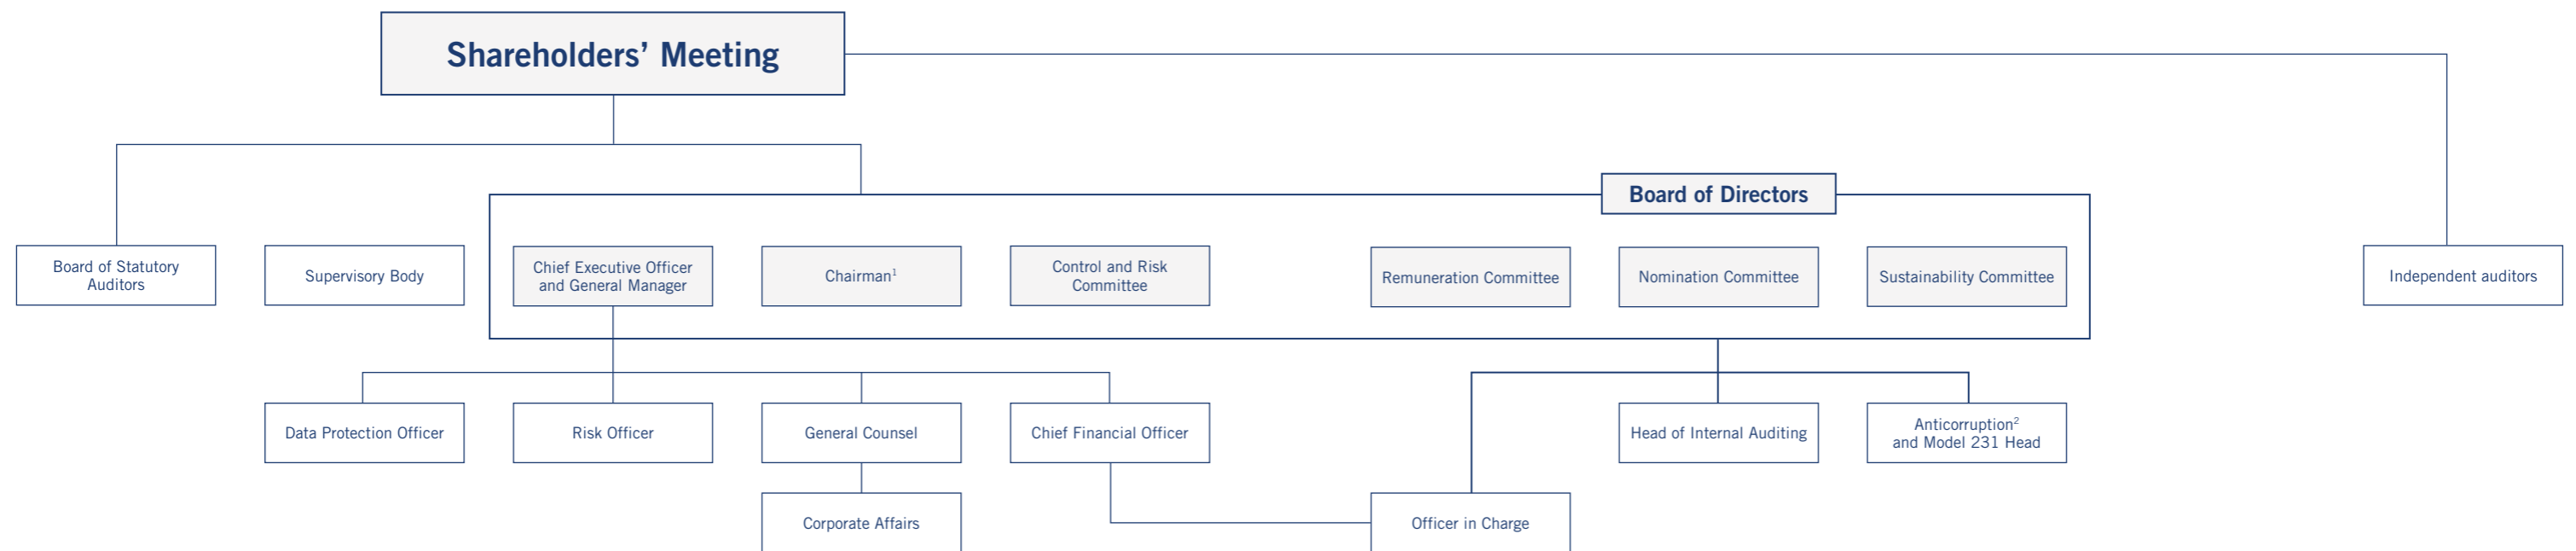 Shareholders’ Meeting
Board of Directors
Board of Statutory
Auditors
Supervisory Body
Chief Executive Officer
and General Manager
Chairman¹
Control and Risk
Committee
Remuneration Committee
Nomination Committee
Sustainability Committee
Independent auditors
Data Protection Officer
Risk Officer
General Counsel
Chief Financial Officer
Head of Internal Auditing
Anticorruption²
and Model 231 Head
Corporate Affairs
Officer in Charge